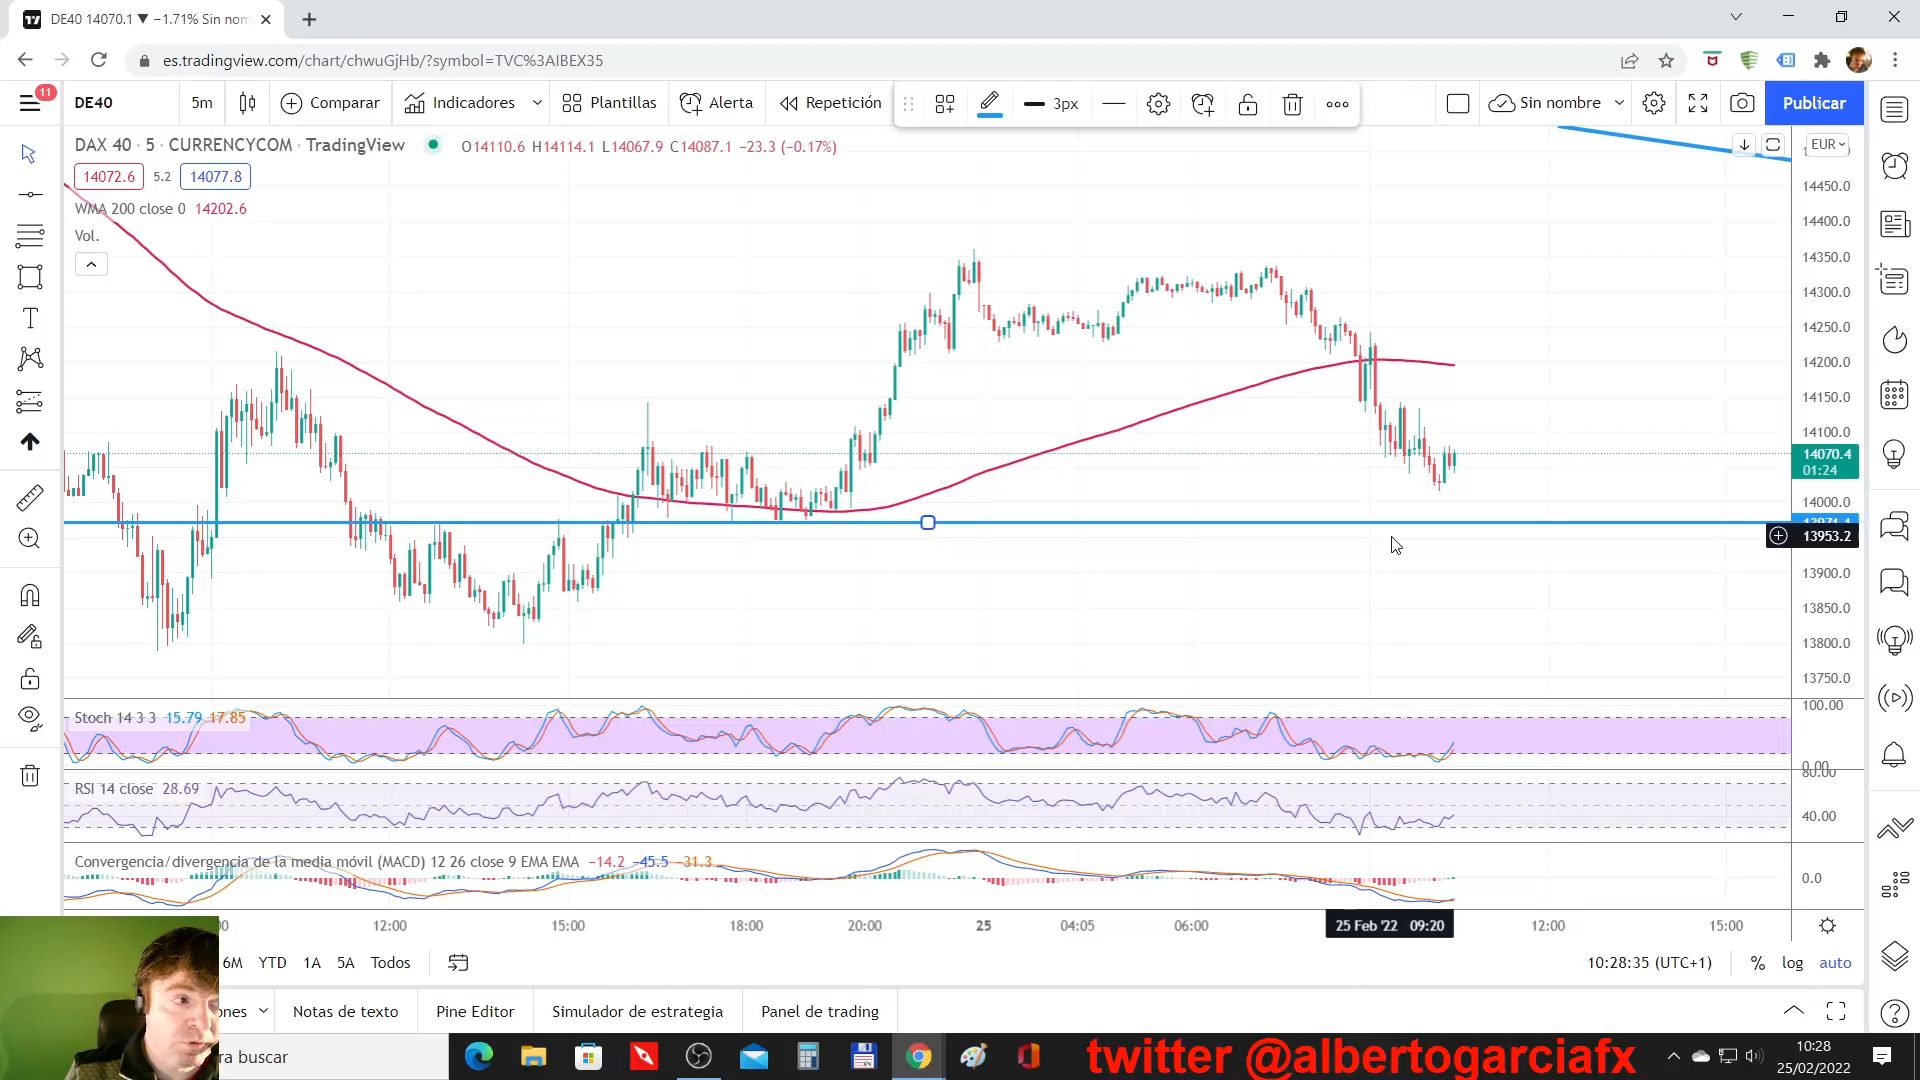 DE40 14070.1 ▼ −1.71% Sin nom
es.tradingview.com/chart/chwuGjHb/?symbol=TVC%3AIBEX35
11
DE40 5m Comparar Indicadores Plantillas Alerta Repetición 3px Sin nombre Publicar
DAX 40 · 5 · CURRENCYCOM · TradingView O14110.6 H14114.1 L14067.9 C14087.1 −23.3 (−0.17%)
EUR
14072.6 5.2 14077.8
WMA 200 close 0 14202.6
Vol.
14450.0
14400.0
14350.0
14300.0
14250.0
14200.0
14150.0
14100.0
14070.4
01:24
14000.0
13953.2
13900.0
13850.0
13800.0
13750.0
Stoch 14 3 3 15.79 17.85
100.00
0.00
80.00
RSI 14 close 28.69
40.00
Convergencia/divergencia de la media móvil (MACD) 12 26 close 9 EMA EMA −14.2 −45.5 −31.3
0.0
12:00 15:00 18:00 20:00 25 04:05 06:00 25 Feb '22 09:20 12:00 15:00
6M YTD 1A 5A Todos 10:28:35 (UTC+1) % log auto
ones Notas de texto Pine Editor Simulador de estrategia Panel de trading
ra buscar
twitter @albertogarciafx
10:28
25/02/2022